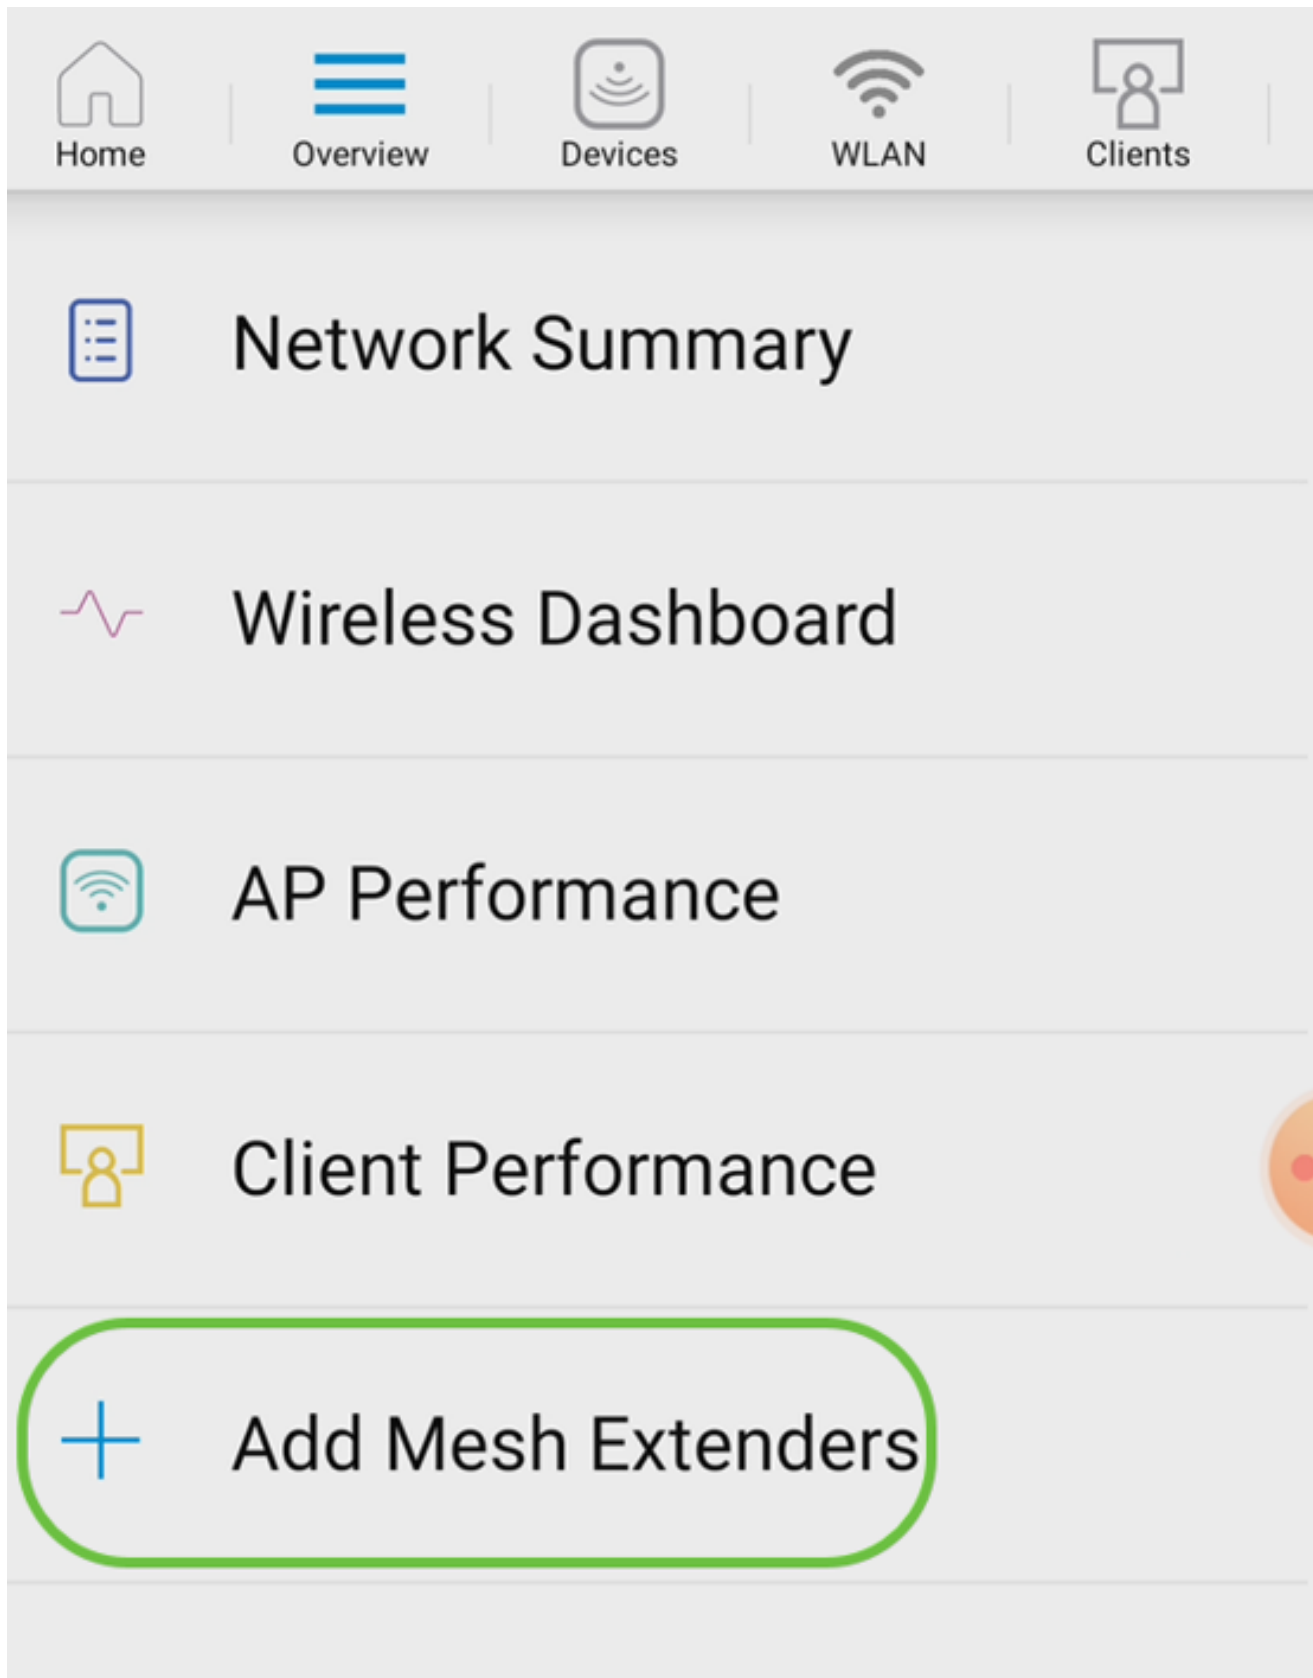 Home Overview Devices WLAN Clients
Network Summary
Wireless Dashboard
AP Performance
Client Performance
Add Mesh Extenders